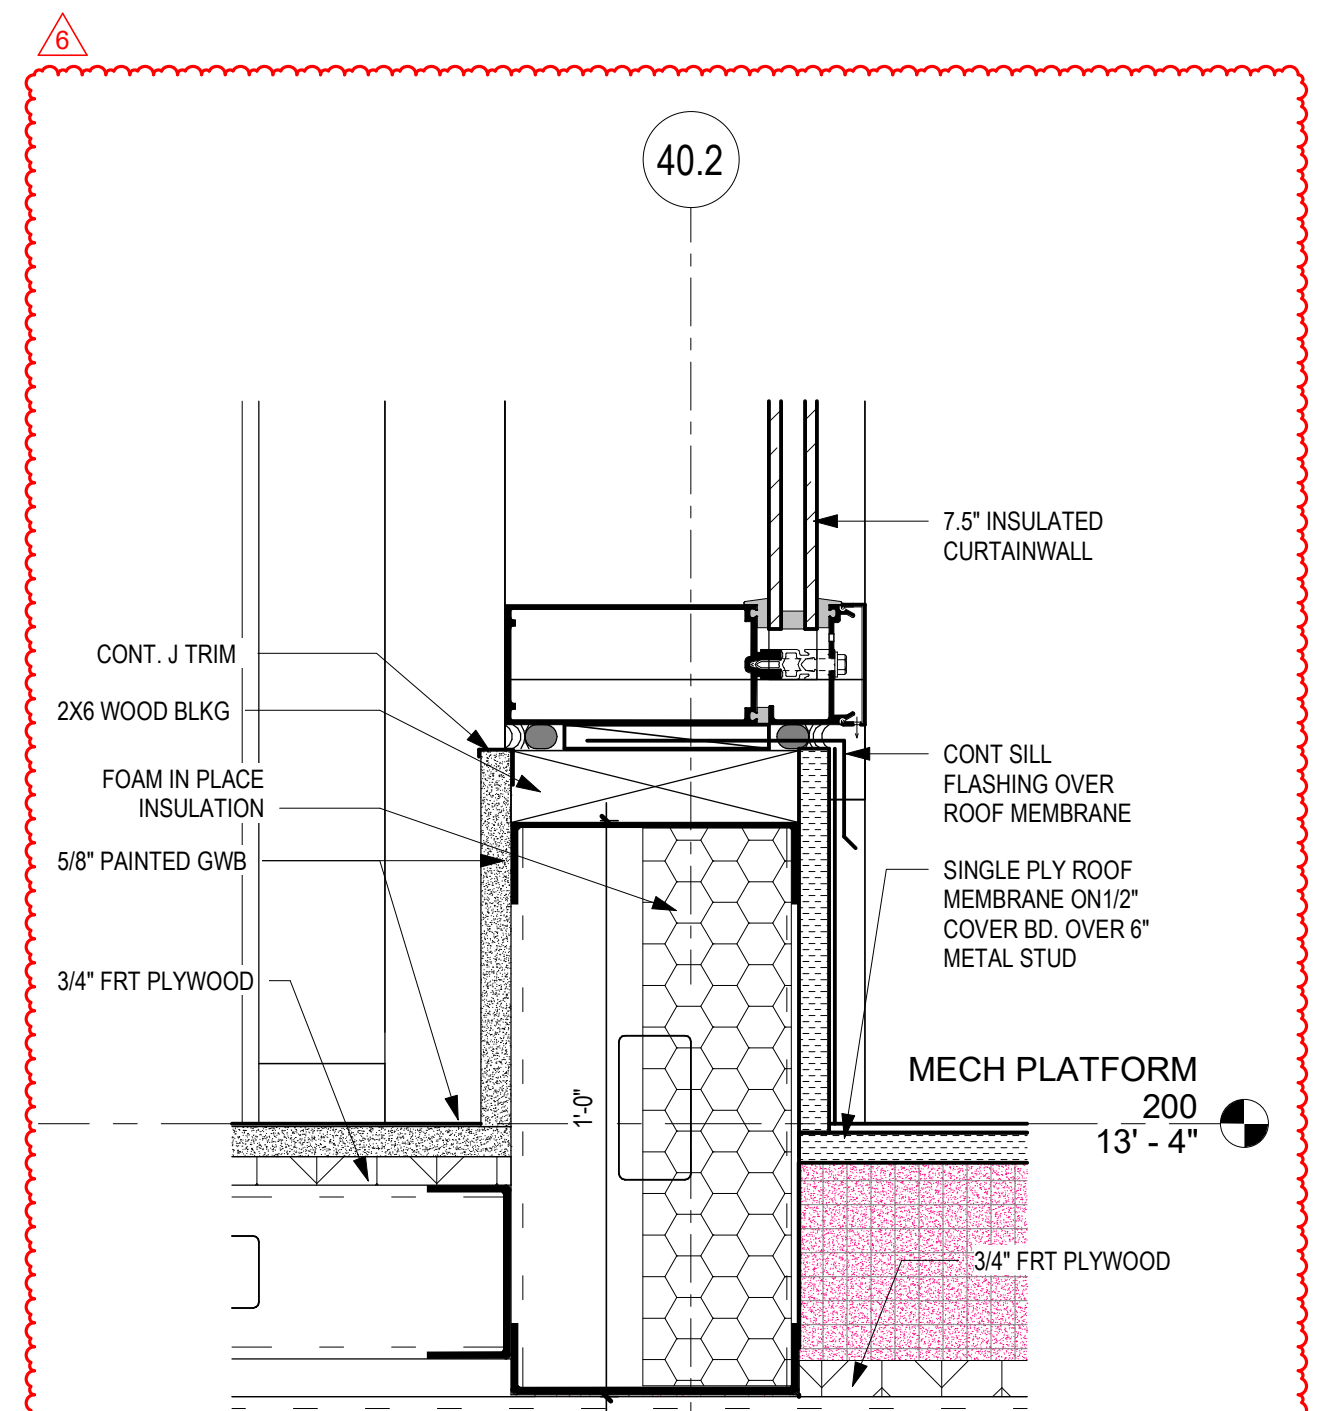 6
40.2
7.5" INSULATED
CURTAINWALL
CONT. J TRIM
2X6 WOOD BLKG
FOAM IN PLACE
INSULATION
5/8" PAINTED GWB
3/4" FRT PLYWOOD
CONT SILL
FLASHING OVER
ROOF MEMBRANE
SINGLE PLY ROOF
MEMBRANE ON1/2"
COVER BD. OVER 6"
METAL STUD
1'-0"
MECH PLATFORM
200
13' - 4"
3/4" FRT PLYWOOD